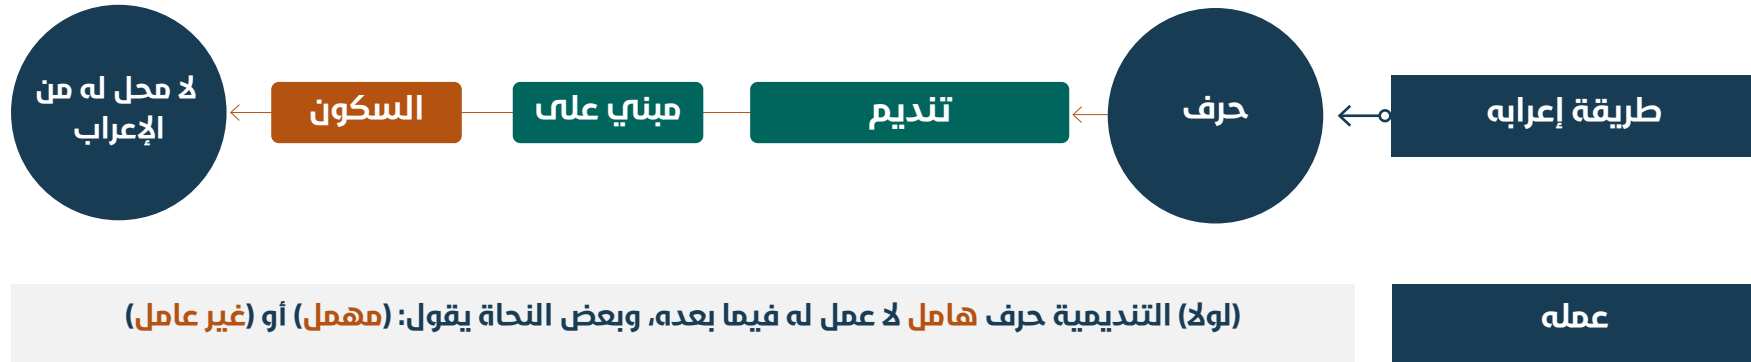 طريقة إعرابه
حرف
تنديم
مبني على
السكون
لا محل له من
الإعراب
عمله
(لولا) التنديمية حرف هامل لا عمل له فيما بعده، وبعض النحاة يقول: (مهمل) أو (غير عامل)